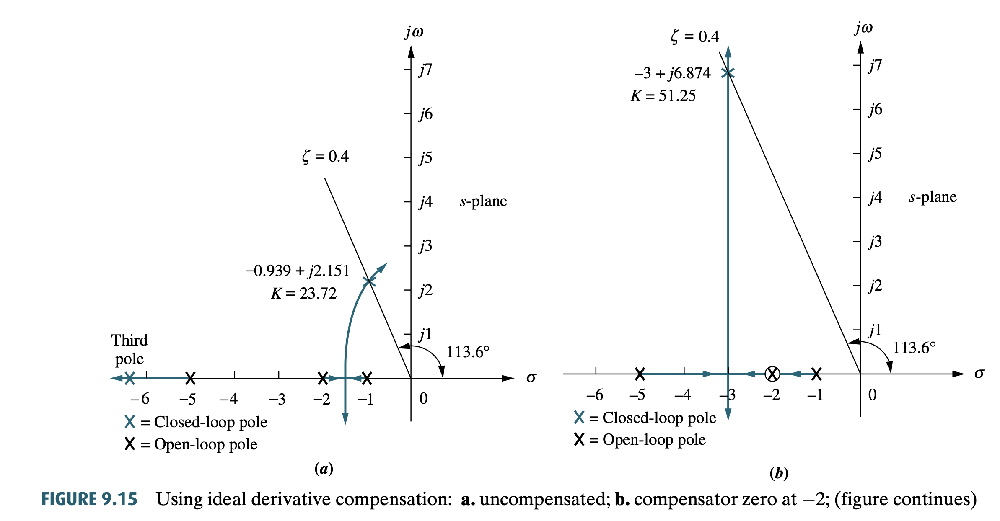 jω
j7
j6
j5
ζ = 0.4
j4
s-plane
j3
−0.939 + j2.151
K = 23.72
j2
j1
113.6°
Third
pole
σ
−6
−5
−4
−3
−2
−1
0
X = Closed-loop pole
X = Open-loop pole
(a)
jω
ζ = 0.4
j7
−3 + j6.874
K = 51.25
j6
j5
j4
s-plane
j3
j2
j1
113.6°
σ
−6
−5
−4
−3
−2
−1
0
X = Closed-loop pole
X = Open-loop pole
(b)
FIGURE 9.15 Using ideal derivative compensation: a. uncompensated; b. compensator zero at −2; (figure continues)